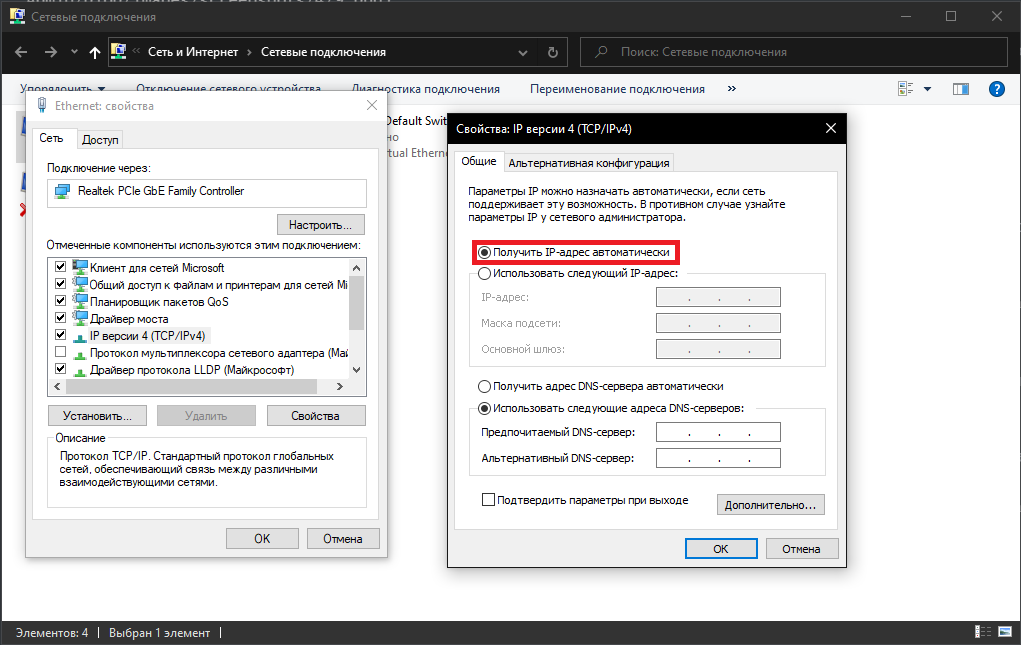 Сетевые подключения
Сеть и Интернет › Сетевые подключения
Поиск: Сетевые подключения
Упорядочить
Отключение сетевого устройства
Диагностика подключения
Переименование подключения
»
Default Swit
но
rtual Etherne
Ethernet: свойства
Сеть
Доступ
Подключение через:
Realtek PCIe GbE Family Controller
Настроить...
Отмеченные компоненты используются этим подключением:
Клиент для сетей Microsoft
Общий доступ к файлам и принтерам для сетей Mi
Планировщик пакетов QoS
Драйвер моста
IP версии 4 (TCP/IPv4)
Протокол мультиплексора сетевого адаптера (Май
Драйвер протокола LLDP (Майкрософт)
Установить...
Удалить
Свойства
Описание
Протокол TCP/IP. Стандартный протокол глобальных
сетей, обеспечивающий связь между различными
взаимодействующими сетями.
ОК
Отмена
Свойства: IP версии 4 (TCP/IPv4)
Общие
Альтернативная конфигурация
Параметры IP можно назначать автоматически, если сеть
поддерживает эту возможность. В противном случае узнайте
параметры IP у сетевого администратора.
Получить IP-адрес автоматически
Использовать следующий IP-адрес:
IP-адрес:
Маска подсети:
Основной шлюз:
Получить адрес DNS-сервера автоматически
Использовать следующие адреса DNS-серверов:
Предпочитаемый DNS-сервер:
Альтернативный DNS-сервер:
Подтвердить параметры при выходе
Дополнительно...
ОК
Отмена
Элементов: 4
Выбран 1 элемент